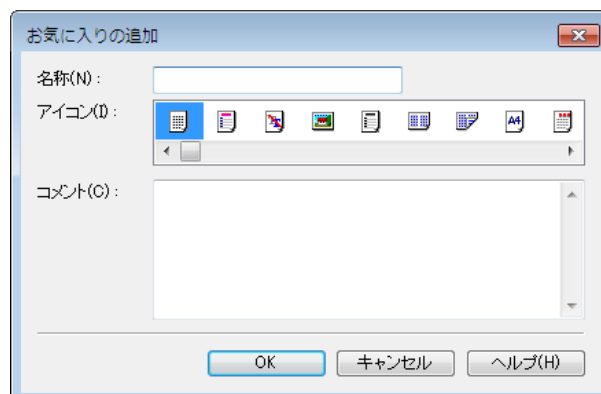 お気に入りの追加
名称(N)：
アイコン(I)：
A4
コメント(C)：
OK キャンセル ヘルプ(H)